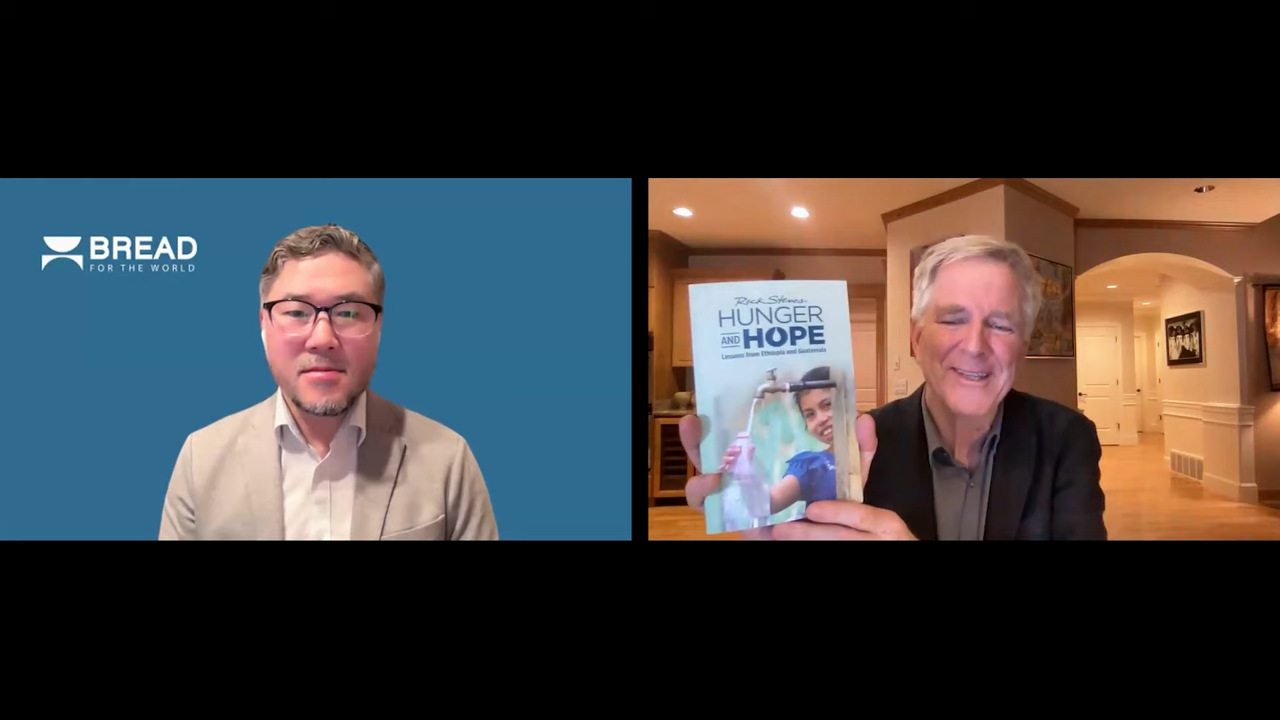 BREAD
FOR THE WORLD
Rick Steves
HUNGER
AND HOPE
Lessons from Ethiopia and Guatemala